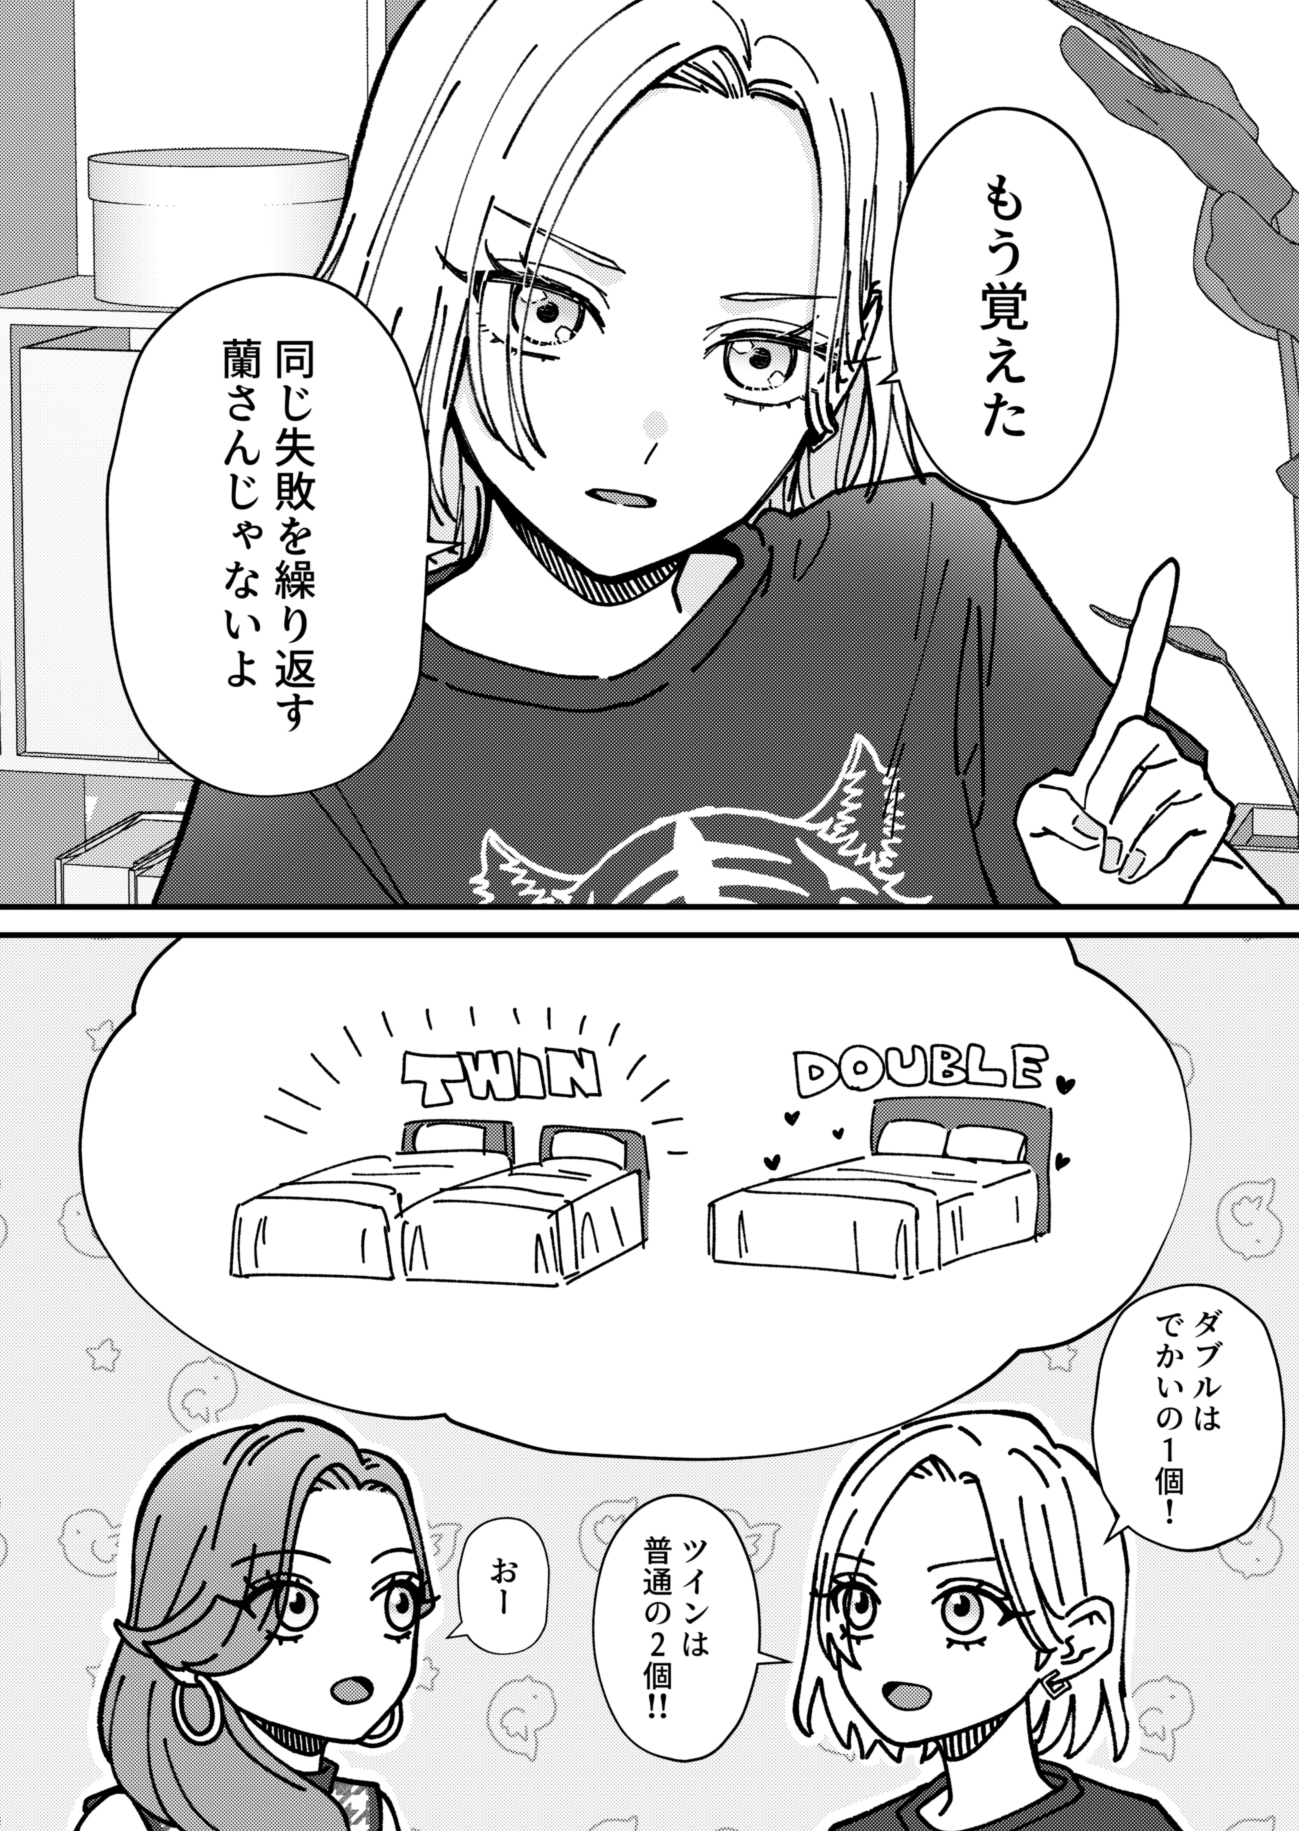 もう覚えた
同じ失敗を繰り返す
蘭さんじゃないよ
DOUBLE
TWIN
ダブルは
でかいの1個!
ツインは
普通の2個!!
おー